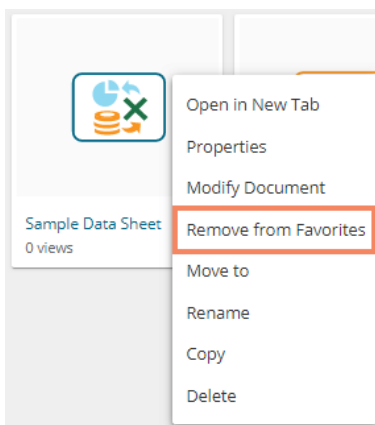 Open in New Tab
Properties
Modify Document
Sample Data Sheet
Remove from Favorites
0 views
Move to
Rename
Copy
Delete